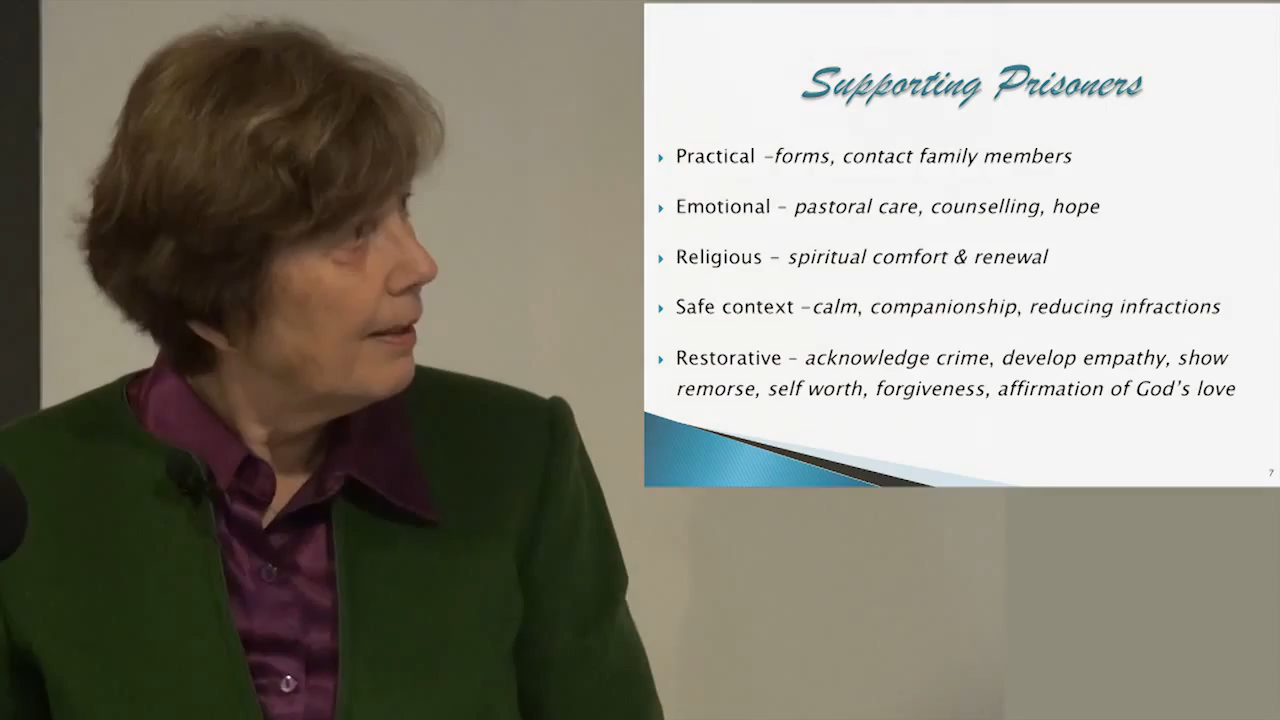 Supporting Prisoners
Practical –forms, contact family members
Emotional – pastoral care, counselling, hope
Religious – spiritual comfort & renewal
Safe context –calm, companionship, reducing infractions
Restorative – acknowledge crime, develop empathy, show
remorse, self worth, forgiveness, affirmation of God's love
7